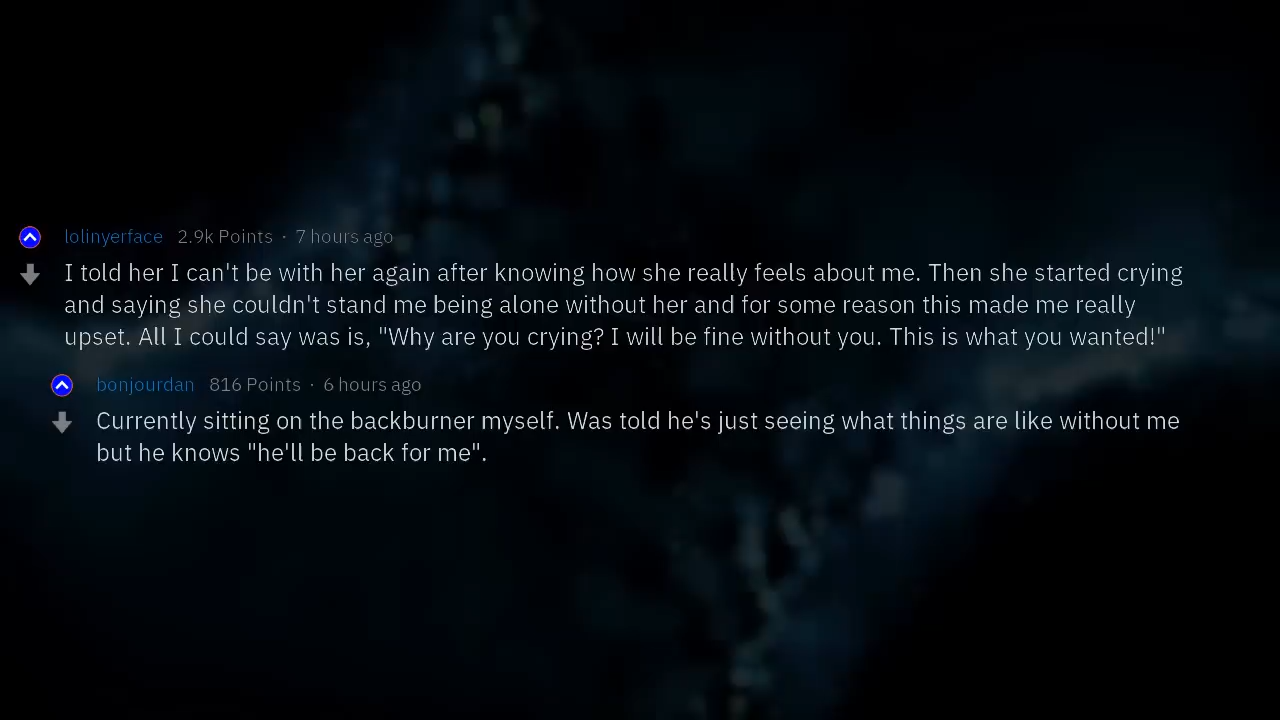 lolinyerface 2.9k Points · 7 hours ago
I told her I can't be with her again after knowing how she really feels about me. Then she started crying
and saying she couldn't stand me being alone without her and for some reason this made me really
upset. All I could say was is, "Why are you crying? I will be fine without you. This is what you wanted!"
bonjourdan 816 Points · 6 hours ago
Currently sitting on the backburner myself. Was told he's just seeing what things are like without me
but he knows "he'll be back for me".